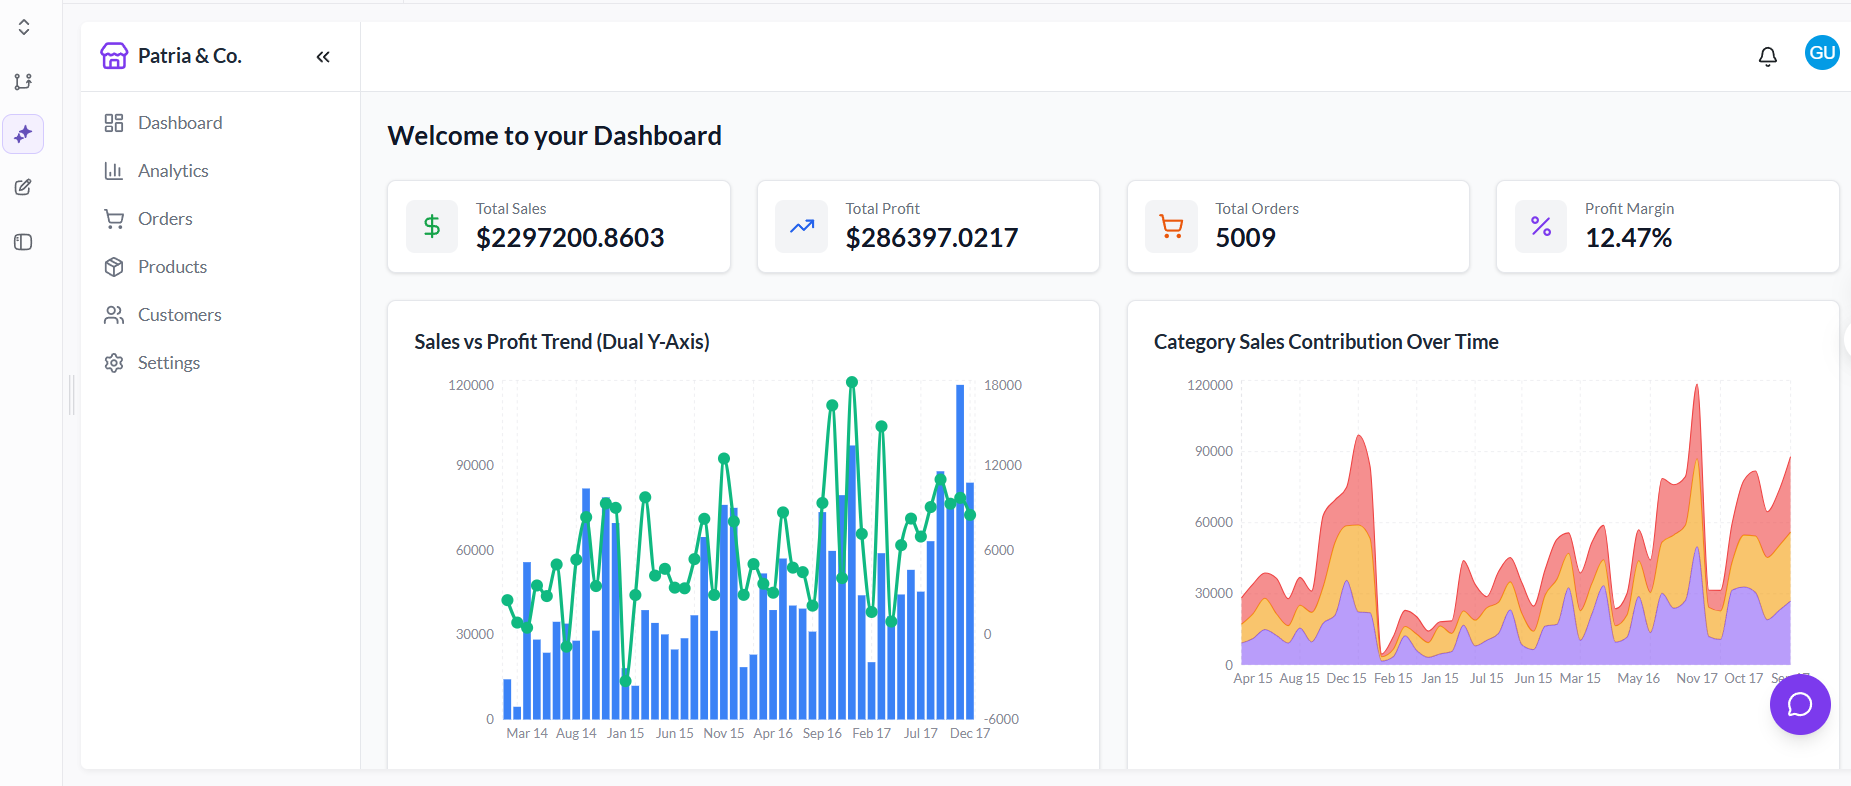 Patria & Co.
GU
Dashboard
Analytics
Orders
Products
Customers
Settings
Welcome to your Dashboard
Total Sales
$2297200.8603
Total Profit
$286397.0217
Total Orders
5009
Profit Margin
12.47%
Sales vs Profit Trend (Dual Y-Axis)
120000
90000
60000
30000
0
18000
12000
6000
0
-6000
Mar 14 Aug 14 Jan 15 Jun 15 Nov 15 Apr 16 Sep 16 Feb 17 Jul 17 Dec 17
Category Sales Contribution Over Time
120000
90000
60000
30000
0
Apr 15 Aug 15 Dec 15 Feb 15 Jan 15 Jul 15 Jun 15 Mar 15 May 16 Nov 17 Oct 17